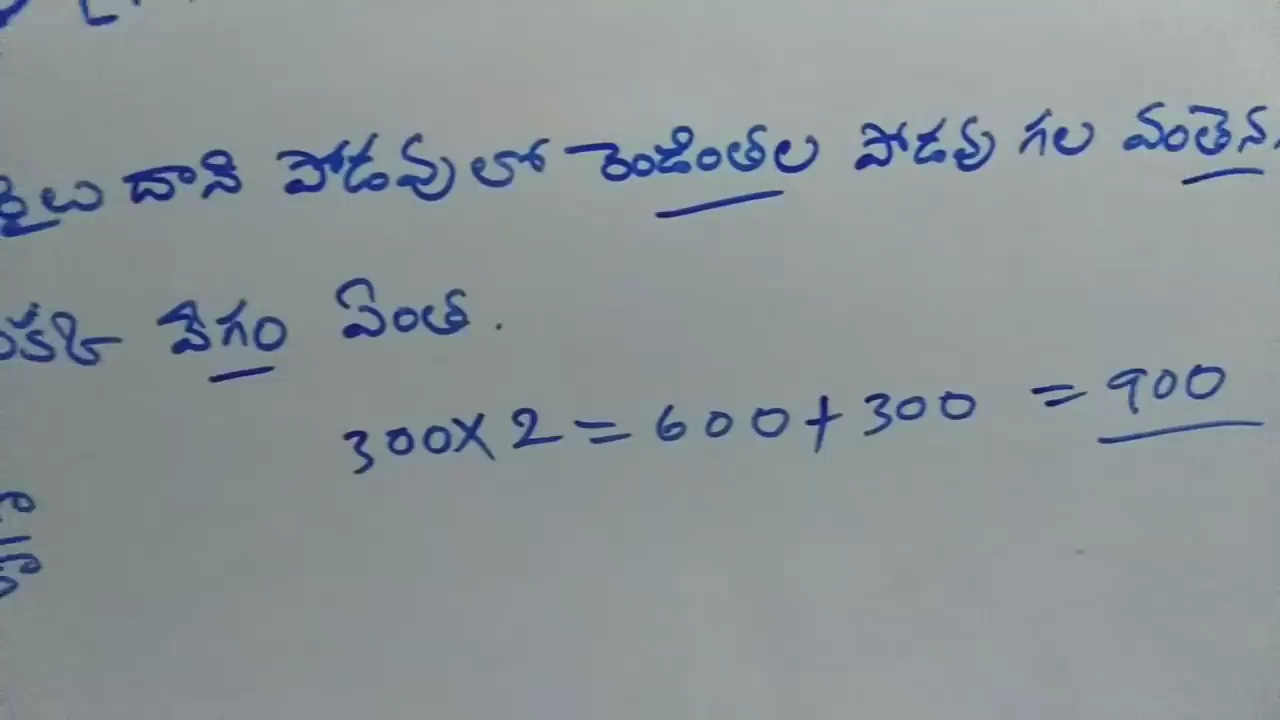 రైలు దాని పోడవులో రెండింతల పోడవు గల వంతెన
వేగం ఏంత.
300×2=600+300 = 900